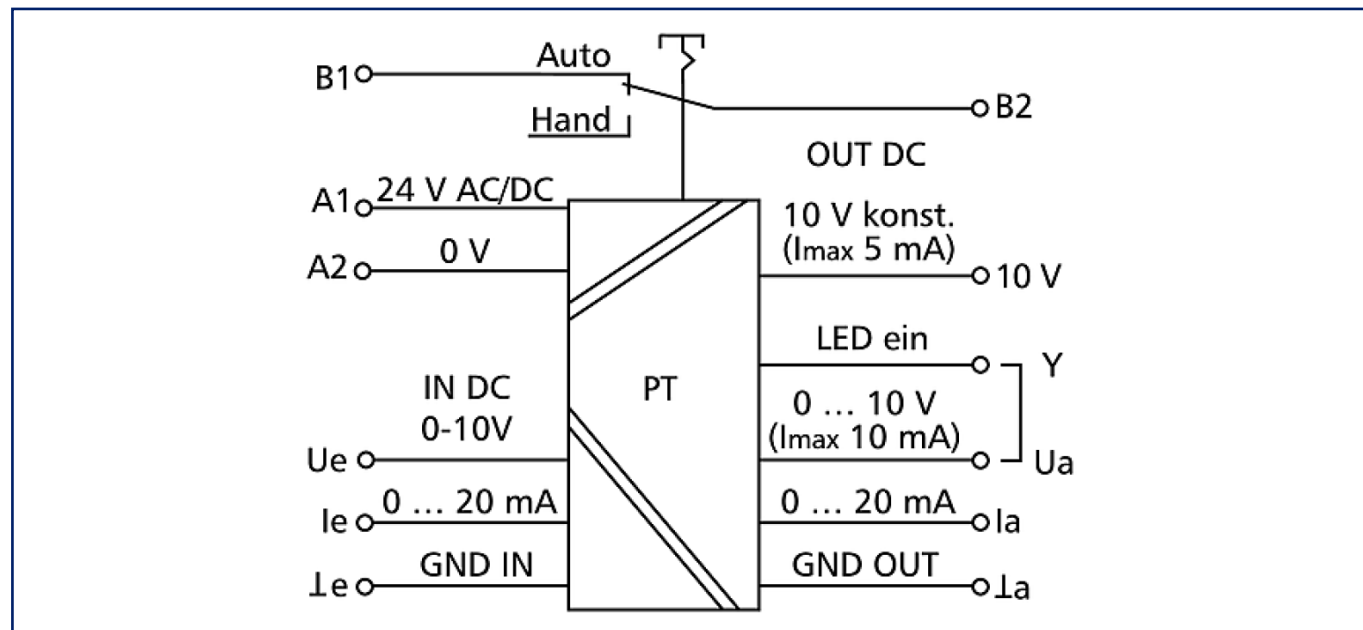 Auto
B1
B2
Hand
OUT DC
A1 24 V AC/DC
10 V konst.
(Imax 5 mA)
A2 0 V
10 V
LED ein
Y
IN DC
0-10V
PT
0 ... 10 V
(Imax 10 mA)
Ue
Ua
Ie 0 ... 20 mA
0 ... 20 mA Ia
⊥e GND IN
GND OUT ⊥a